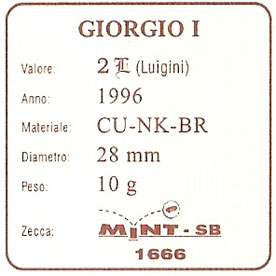 GIORGIO I
Valore: 2 L (Luigini)
Anno: 1996
Materiale: CU-NK-BR
Diametro: 28 mm
Peso: 10 g
Zecca: MiNT - SB
1666